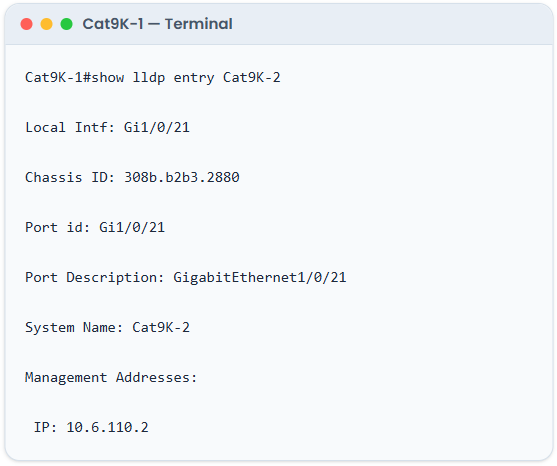 Cat9K-1 — Terminal
Cat9K-1#show lldp entry Cat9K-2
Local Intf: Gi1/0/21
Chassis ID: 308b.b2b3.2880
Port id: Gi1/0/21
Port Description: GigabitEthernet1/0/21
System Name: Cat9K-2
Management Addresses:
IP: 10.6.110.2